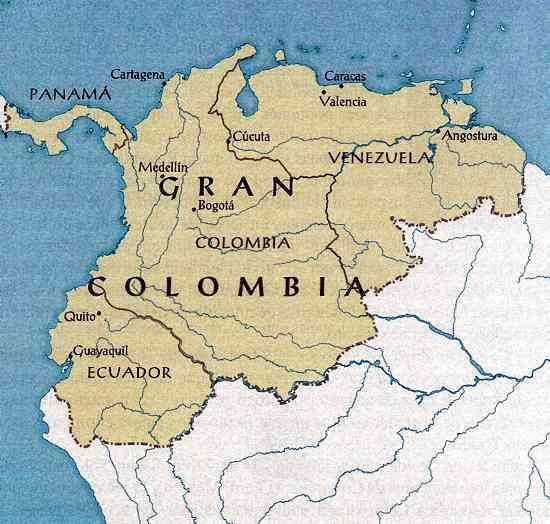 Cartagena
Caracas
PANAMÁ
Valencia
Cúcuta
Angostura
VENEZUELA
Medellín
GRAN
Bogotá
COLOMBIA
COLOMBIA
Quito
Guayaquil
ECUADOR